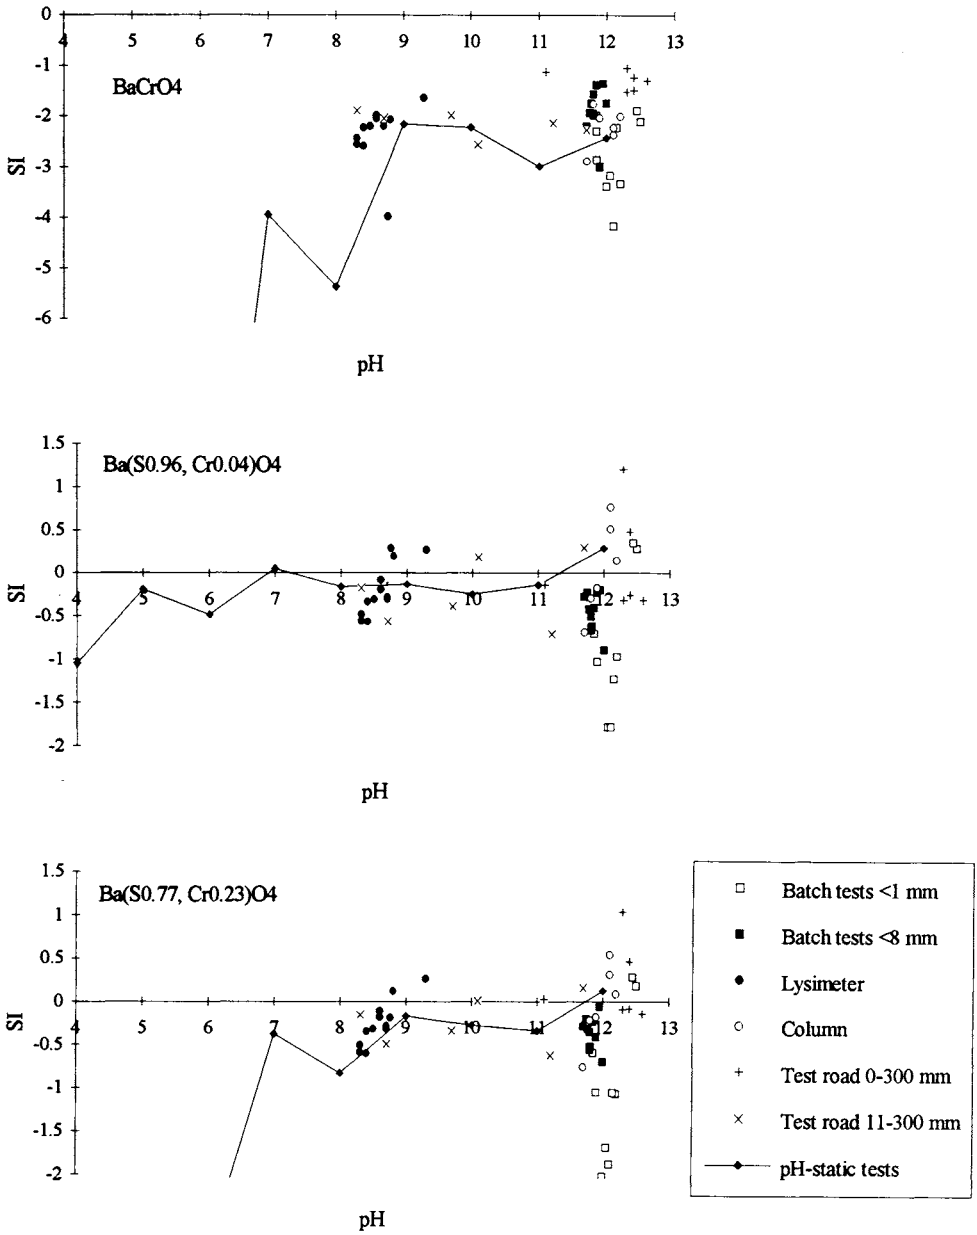 0
4 5 6 7 8 9 10 11 12 13
-1
BaCrO4
-2
SI
-3
-4
-5
-6
pH
1.5
Ba(S0.96, Cr0.04)O4
1
0.5
0
4 5 6 7 8 9 10 11 12 13
SI
-0.5
-1
-1.5
-2
pH
1.5
Ba(S0.77, Cr0.23)O4
1
0.5
0
4 5 6 7 8 9 10 11 12 13
SI
-0.5
-1
-1.5
-2
pH
Batch tests <1 mm
Batch tests <8 mm
Lysimeter
Column
Test road 0-300 mm
Test road 11-300 mm
pH-static tests